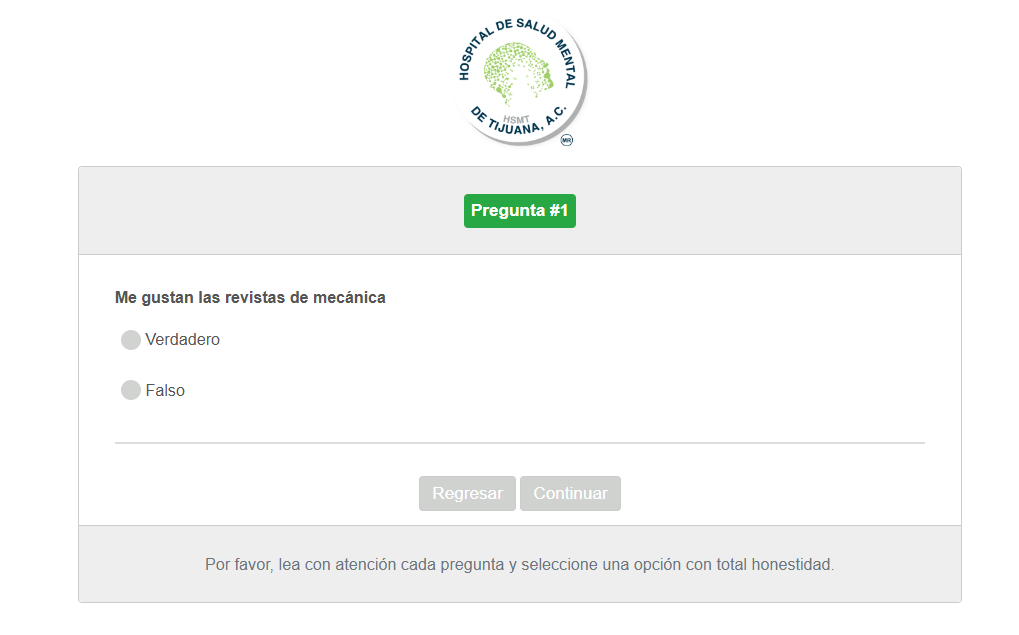 HOSPITAL DE SALUD MENTAL
HSMT
DE TIJUANA, A.C.
MR
Pregunta #1
Me gustan las revistas de mecánica
Verdadero
Falso
Regresar Continuar
Por favor, lea con atención cada pregunta y seleccione una opción con total honestidad.